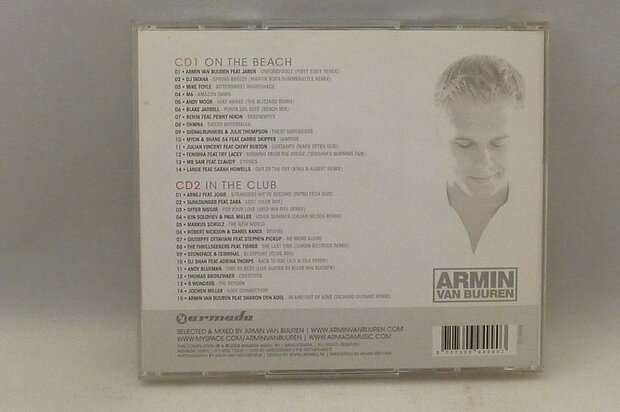 CD1 ON THE BEACH
01 • ARMIN VAN BUUREN FEAT. JAREN - UNFORGIVABLE (FIRST STATE REMIX)
02 • DJ TATANA - SPRING BREEZE (MARTIN ROTH SUMMERSTYLE REMIX)
03 • MIKE FOYLE - BITTERSWEET NIGHTSHADE
04 • M6 - AMAZON DAWN
05 • ANDY MOOR - FAKE AWAKE (THE BLIZZARD REMIX)
06 • BLAKE JARRELL - PUNTA DEL ESTE (BEACH MIX)
07 • BENYA FEAT. PENNY NIXON - SERENDIPITY
08 • OHMNA - SATORI WATERFALLS
09 • SIGNALRUNNERS & JULIE THOMPSON - THESE SHOULDERS
10 • MYON & SHANE 54 FEAT. CARRIE SKIPPER - VAMPIRE
11 • JULIAN VINCENT FEAT. CATHY BURTON - CERTAINTY (MARK OTTEN DUB)
12 • TENISHIA FEAT. TIFF LACEY - BURNING FROM THE INSIDE (TENISHIA'S BURNING DUB)
13 • MR SAM FEAT. CLAUDY - CYGNES
14 • LANGE FEAT. SARAH HOWELLS - OUT OF THE SKY (KYAU & ALBERT REMIX)
CD2 IN THE CLUB
01 • ARNEJ FEAT. JOSIE - STRANGERS WE'VE BECOME (INTRO TECH DUB)
02 • SUNLOUNGER FEAT. ZARA - LOST (CLUB MIX)
03 • OFFER NISSIM - FOR YOUR LOVE (SIED VAN RIEL REMIX)
04 • ILYA SOLOVIEV & PAUL MILLER - LOVER SUMMER (ORJAN NILSEN REMIX)
05 • MARKUS SCHULZ - THE NEW WORLD
06 • ROBERT NICKSON & DANIEL KANDI - REWIRE
07 • GIUSEPPE OTTAVIANI FEAT. STEPHEN PICKUP - NO MORE ALONE
08 • THE THRILLSEEKERS FEAT. FISHER - THE LAST TIME (SIMON BOSTOCK REMIX)
09 • STONEFACE & TERMINAL - BLUEPRINT (CLUB MIX)
10 • DJ SHAH FEAT. ADRINA THORPE - BACK TO YOU (ALY & FILA REMIX)
11 • ANDY BLUEMAN - TIME TO REST (LIVE GUITAR BY ELLER VAN BUUREN)
12 • THOMAS BRONZWAER - CERTITUDE
13 • B WONDERS - THE RETURN
14 • JOCHEN MILLER - LOST CONNECTION
15 • ARMIN VAN BUUREN FEAT. SHARON DEN ADEL - IN AND OUT OF LOVE (RICHARD DURAND REMIX)
ARMIN
VAN BUUREN
armada
SELECTED & MIXED BY ARMIN VAN BUUREN | WWW.ARMINVANBUUREN.COM
WWW.MYSPACE.COM/ARMINVANBUUREN | WWW.ARMADAMUSIC.COM